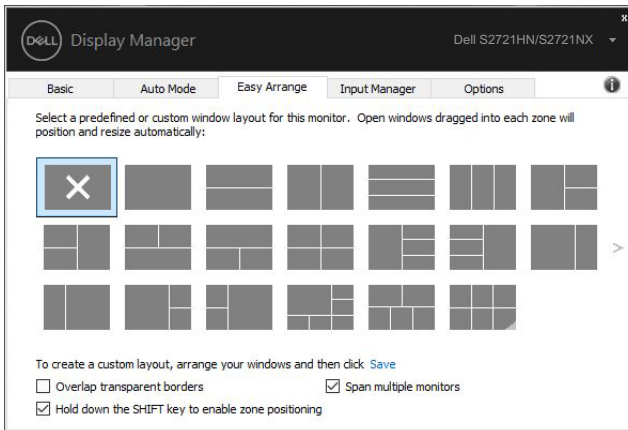 x
DELL Display Manager Dell S2721HN/S2721NX
Basic Auto Mode Easy Arrange Input Manager Options i
Select a predefined or custom window layout for this monitor. Open windows dragged into each zone will
position and resize automatically:
To create a custom layout, arrange your windows and then click Save
Overlap transparent borders Span multiple monitors
Hold down the SHIFT key to enable zone positioning